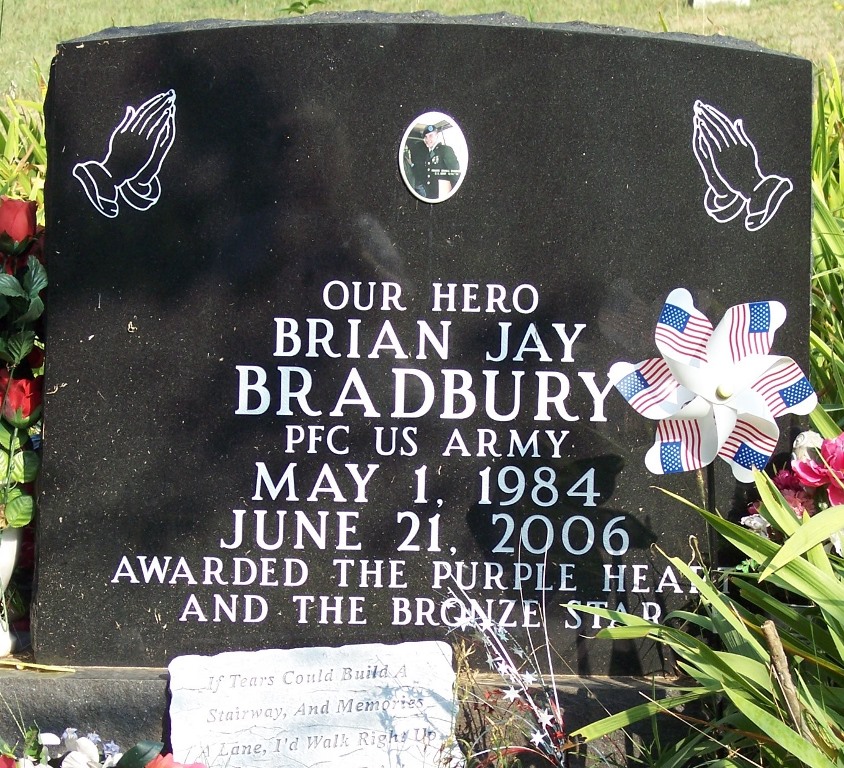 OUR HERO
BRIAN JAY
BRADBURY
PFC US ARMY
MAY 1, 1984
JUNE 21, 2006
AWARDED THE PURPLE HEART
AND THE BRONZE STAR
If Tears Could Build A
Stairway, And Memories
A Lane, I'd Walk Right Up